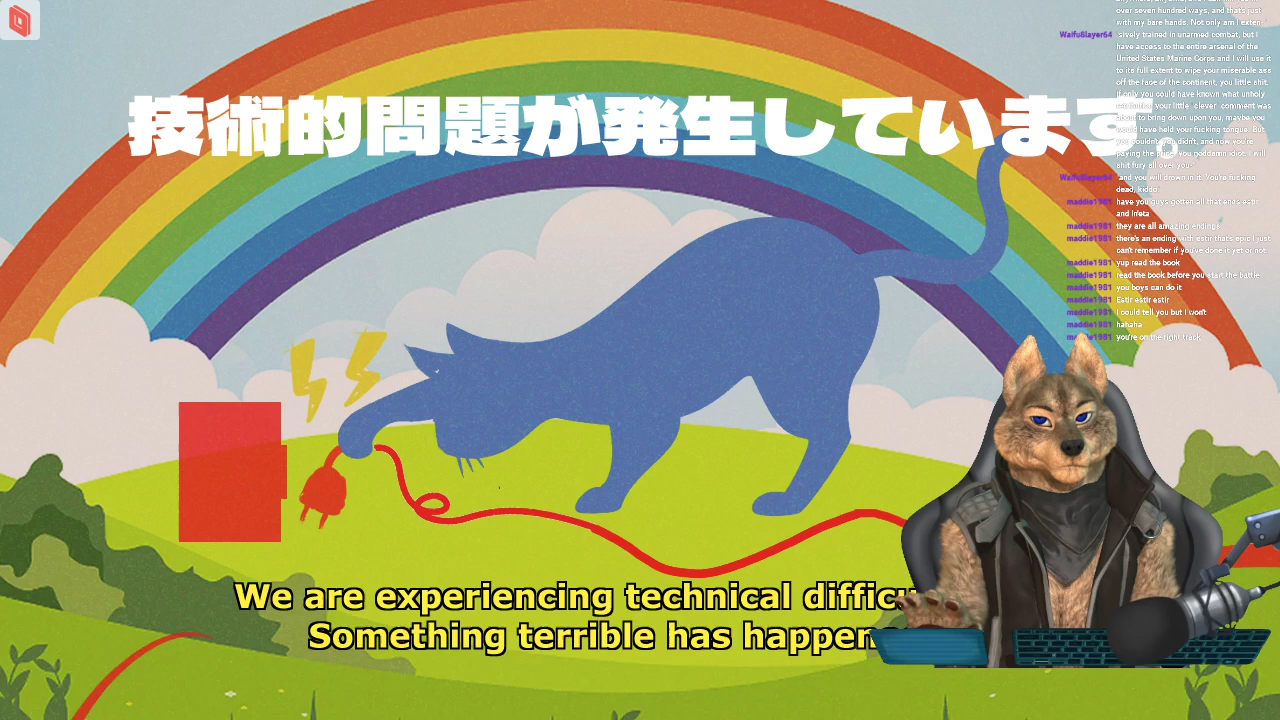 技術的問題が発生しています
We are experiencing technical difficu
Something terrible has happen
over seven hundred ways, and that's just
with my bare hands. Not only am I exten-
WaifuSlayer64 sively trained in unarmed combat, but I
have access to the entire arsenal of the
United States Marine Corps and I will use it
to its full extent to wipe your miserable ass
off the face of the continent, you little shit.
If only you could have known what unholy
your little "clever" comment was
about to bring down upon you, maybe you
would have held your fucking tongue. But
you couldn't, you didn't, and now you're
paying the price, you goddamn idiot. I will
shit fury all over you
WaifuSlayer64 and you will drown in it. You're fucking
dead, kiddo.
maddie1981 have you guys gotten all that endings estir
maddie1981 they are all amazing endings
maddie1981 there's an ending with estir that's epic I just
can't remember if you've done it yet or not
maddie1981 yup read the book
maddie1981 read the book before you start the battle
maddie1981 you boys can do it
maddie1981 Estir estir estir
maddie1981 I could tell you but I won't
maddie1981 hahaha
maddie1981 you're on the right track